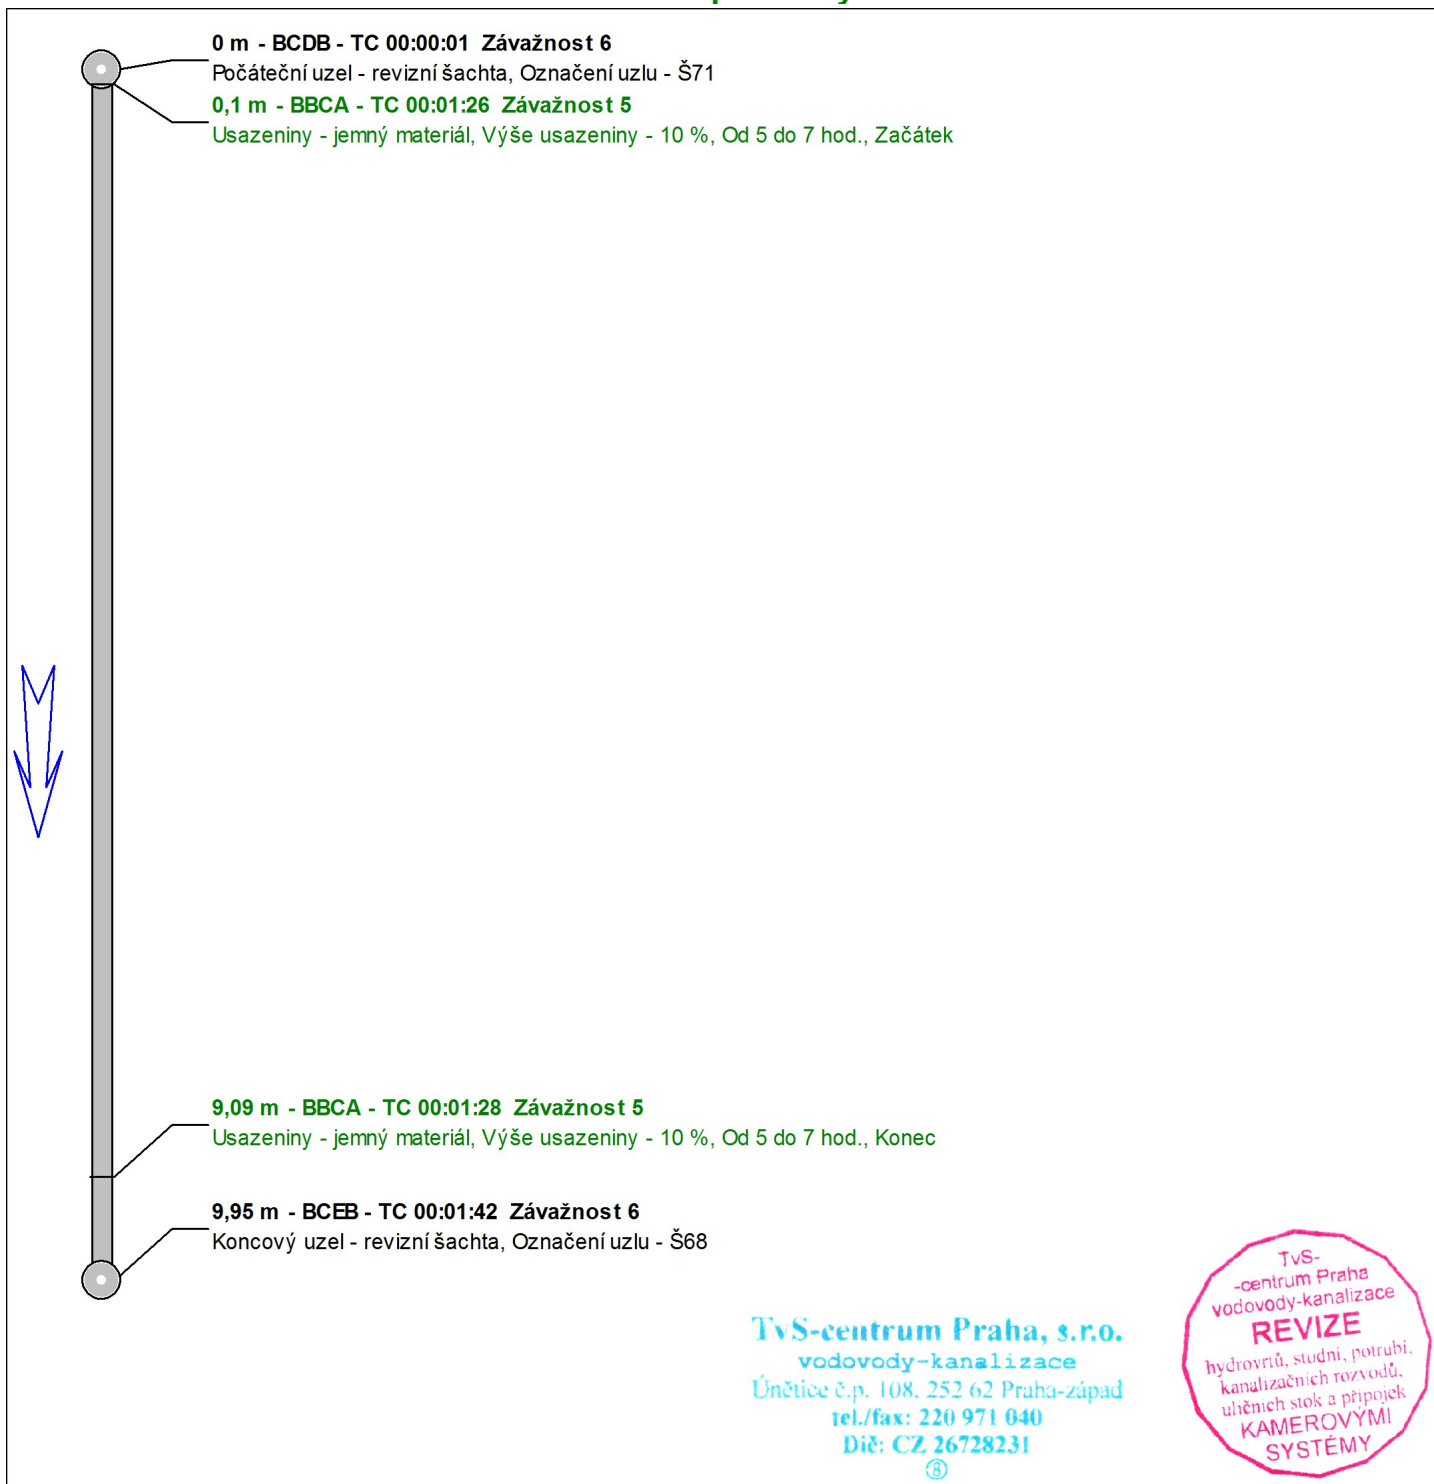 0 m - BCDB - TC 00:00:01 Závažnost 6
Počáteční uzel - revizní šachta, Označení uzlu - Š71
0,1 m - BBCA - TC 00:01:26 Závažnost 5
Usazeniny - jemný materiál, Výše usazeniny - 10 %, Od 5 do 7 hod., Začátek
9,09 m - BBCA - TC 00:01:28 Závažnost 5
Usazeniny - jemný materiál, Výše usazeniny - 10 %, Od 5 do 7 hod., Konec
9,95 m - BCEB - TC 00:01:42 Závažnost 6
Koncový uzel - revizní šachta, Označení uzlu - Š68
TvS-centrum Praha, s.r.o.
vodovody-kanalizace
Únětice č.p. 108, 252 62 Praha-západ
tel./fax: 220 971 040
Dič: CZ 26728231
8
TvS-
-centrum Praha
vodovody-kanalizace
REVIZE
hydrovrtů, studní, potrubí,
kanalizačních rozvodů,
uličních stok a přípojek
KAMEROVÝMI
SYSTÉMY